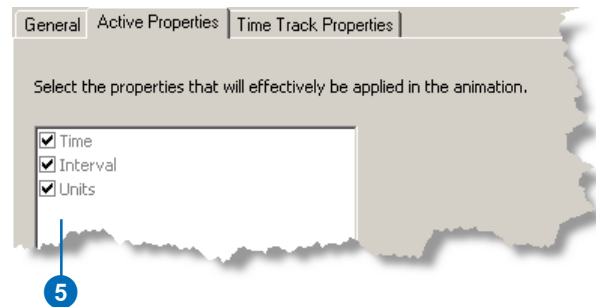 General Active Properties Time Track Properties
Select the properties that will effectively be applied in the animation.
Time
Interval
Units
5